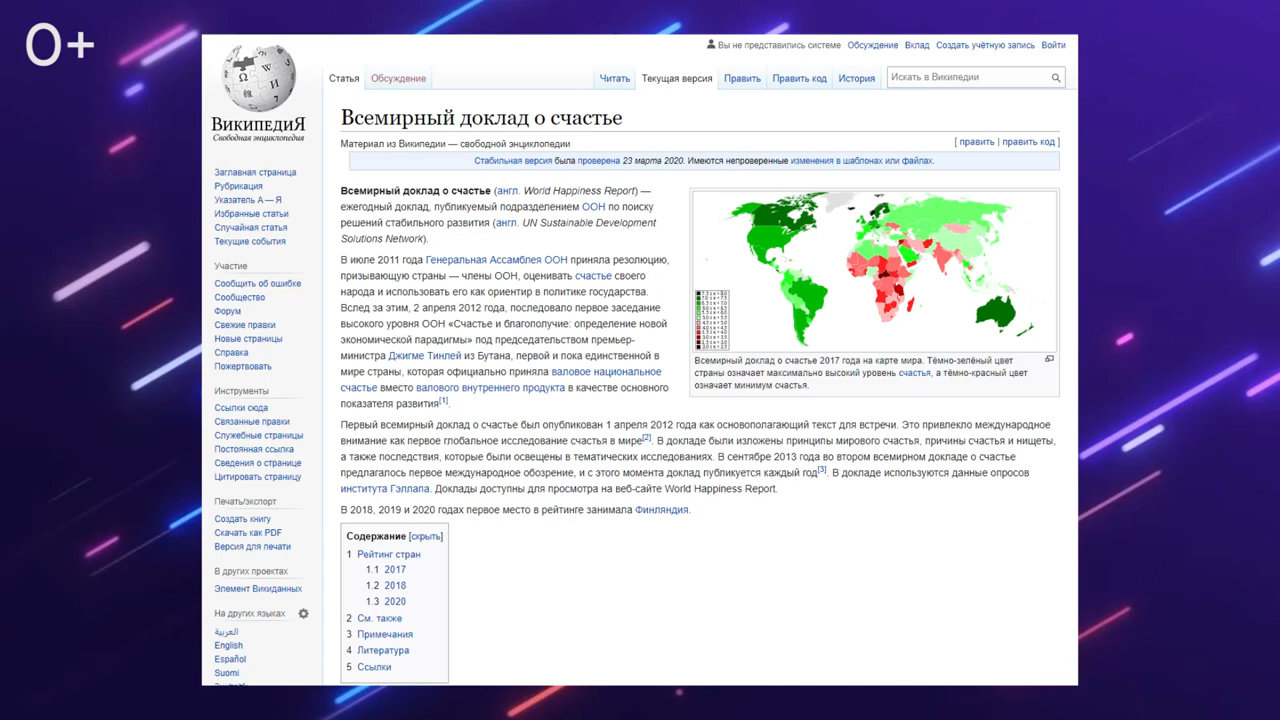 0+
Вы не представились системе Обсуждение Вклад Создать учётную запись Войти
Статья Обсуждение Читать Текущая версия Править Править код История Искать в Википедии
ВикипедиЯ
Свободная энциклопедия
Заглавная страница
Рубрикация
Указатель А — Я
Избранные статьи
Случайная статья
Текущие события
Участие
Сообщить об ошибке
Сообщество
Форум
Свежие правки
Новые страницы
Справка
Пожертвовать
Инструменты
Ссылки сюда
Связанные правки
Служебные страницы
Постоянная ссылка
Сведения о странице
Цитировать страницу
Печать/экспорт
Создать книгу
Скачать как PDF
Версия для печати
В других проектах
Элемент Викиданных
На других языках
العربية
English
Español
Suomi
Всемирный доклад о счастье
Материал из Википедии — свободной энциклопедии
[ править | править код ]
Стабильная версия была проверена 23 марта 2020. Имеются непроверенные изменения в шаблонах или файлах.
Всемирный доклад о счастье (англ. World Happiness Report) —
ежегодный доклад, публикуемый подразделением ООН по поиску
решений стабильного развития (англ. UN Sustainable Development
Solutions Network).
В июле 2011 года Генеральная Ассамблея ООН приняла резолюцию,
призывающую страны — члены ООН, оценивать счастье своего
народа и использовать его как ориентир в политике государства.
Вслед за этим, 2 апреля 2012 года, последовало первое заседание
высокого уровня ООН «Счастье и благополучие: определение новой
экономической парадигмы» под председательством премьер-
министра Джигме Тинлей из Бутана, первой и пока единственной в
мире страны, которая официально приняла валовое национальное
счастье вместо валового внутреннего продукта в качестве основного
показателя развития[1].
Всемирный доклад о счастье 2017 года на карте мира. Тёмно-зелёный цвет
страны означает максимально высокий уровень счастья, а тёмно-красный цвет
означает минимум счастья.
Первый всемирный доклад о счастье был опубликован 1 апреля 2012 года как основополагающий текст для встречи. Это привлекло международное
внимание как первое глобальное исследование счастья в мире[2]. В докладе были изложены принципы мирового счастья, причины счастья и нищеты,
а также последствия, которые были освещены в тематических исследованиях. В сентябре 2013 года во втором всемирном докладе о счастье
предлагалось первое международное обозрение, и с этого момента доклад публикуется каждый год[3]. В докладе используются данные опросов
института Гэллапа. Доклады доступны для просмотра на веб-сайте World Happiness Report.
В 2018, 2019 и 2020 годах первое место в рейтинге занимала Финляндия.
Содержание [скрыть]
1 Рейтинг стран
1.1 2017
1.2 2018
1.3 2020
2 См. также
3 Примечания
4 Литература
5 Ссылки